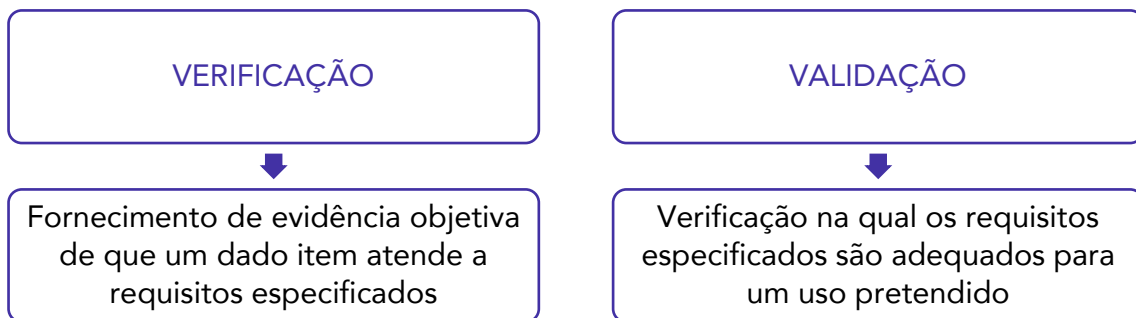 VERIFICAÇÃO
Fornecimento de evidência objetiva
de que um dado item atende a
requisitos especificados
VALIDAÇÃO
Verificação na qual os requisitos
especificados são adequados para
um uso pretendido